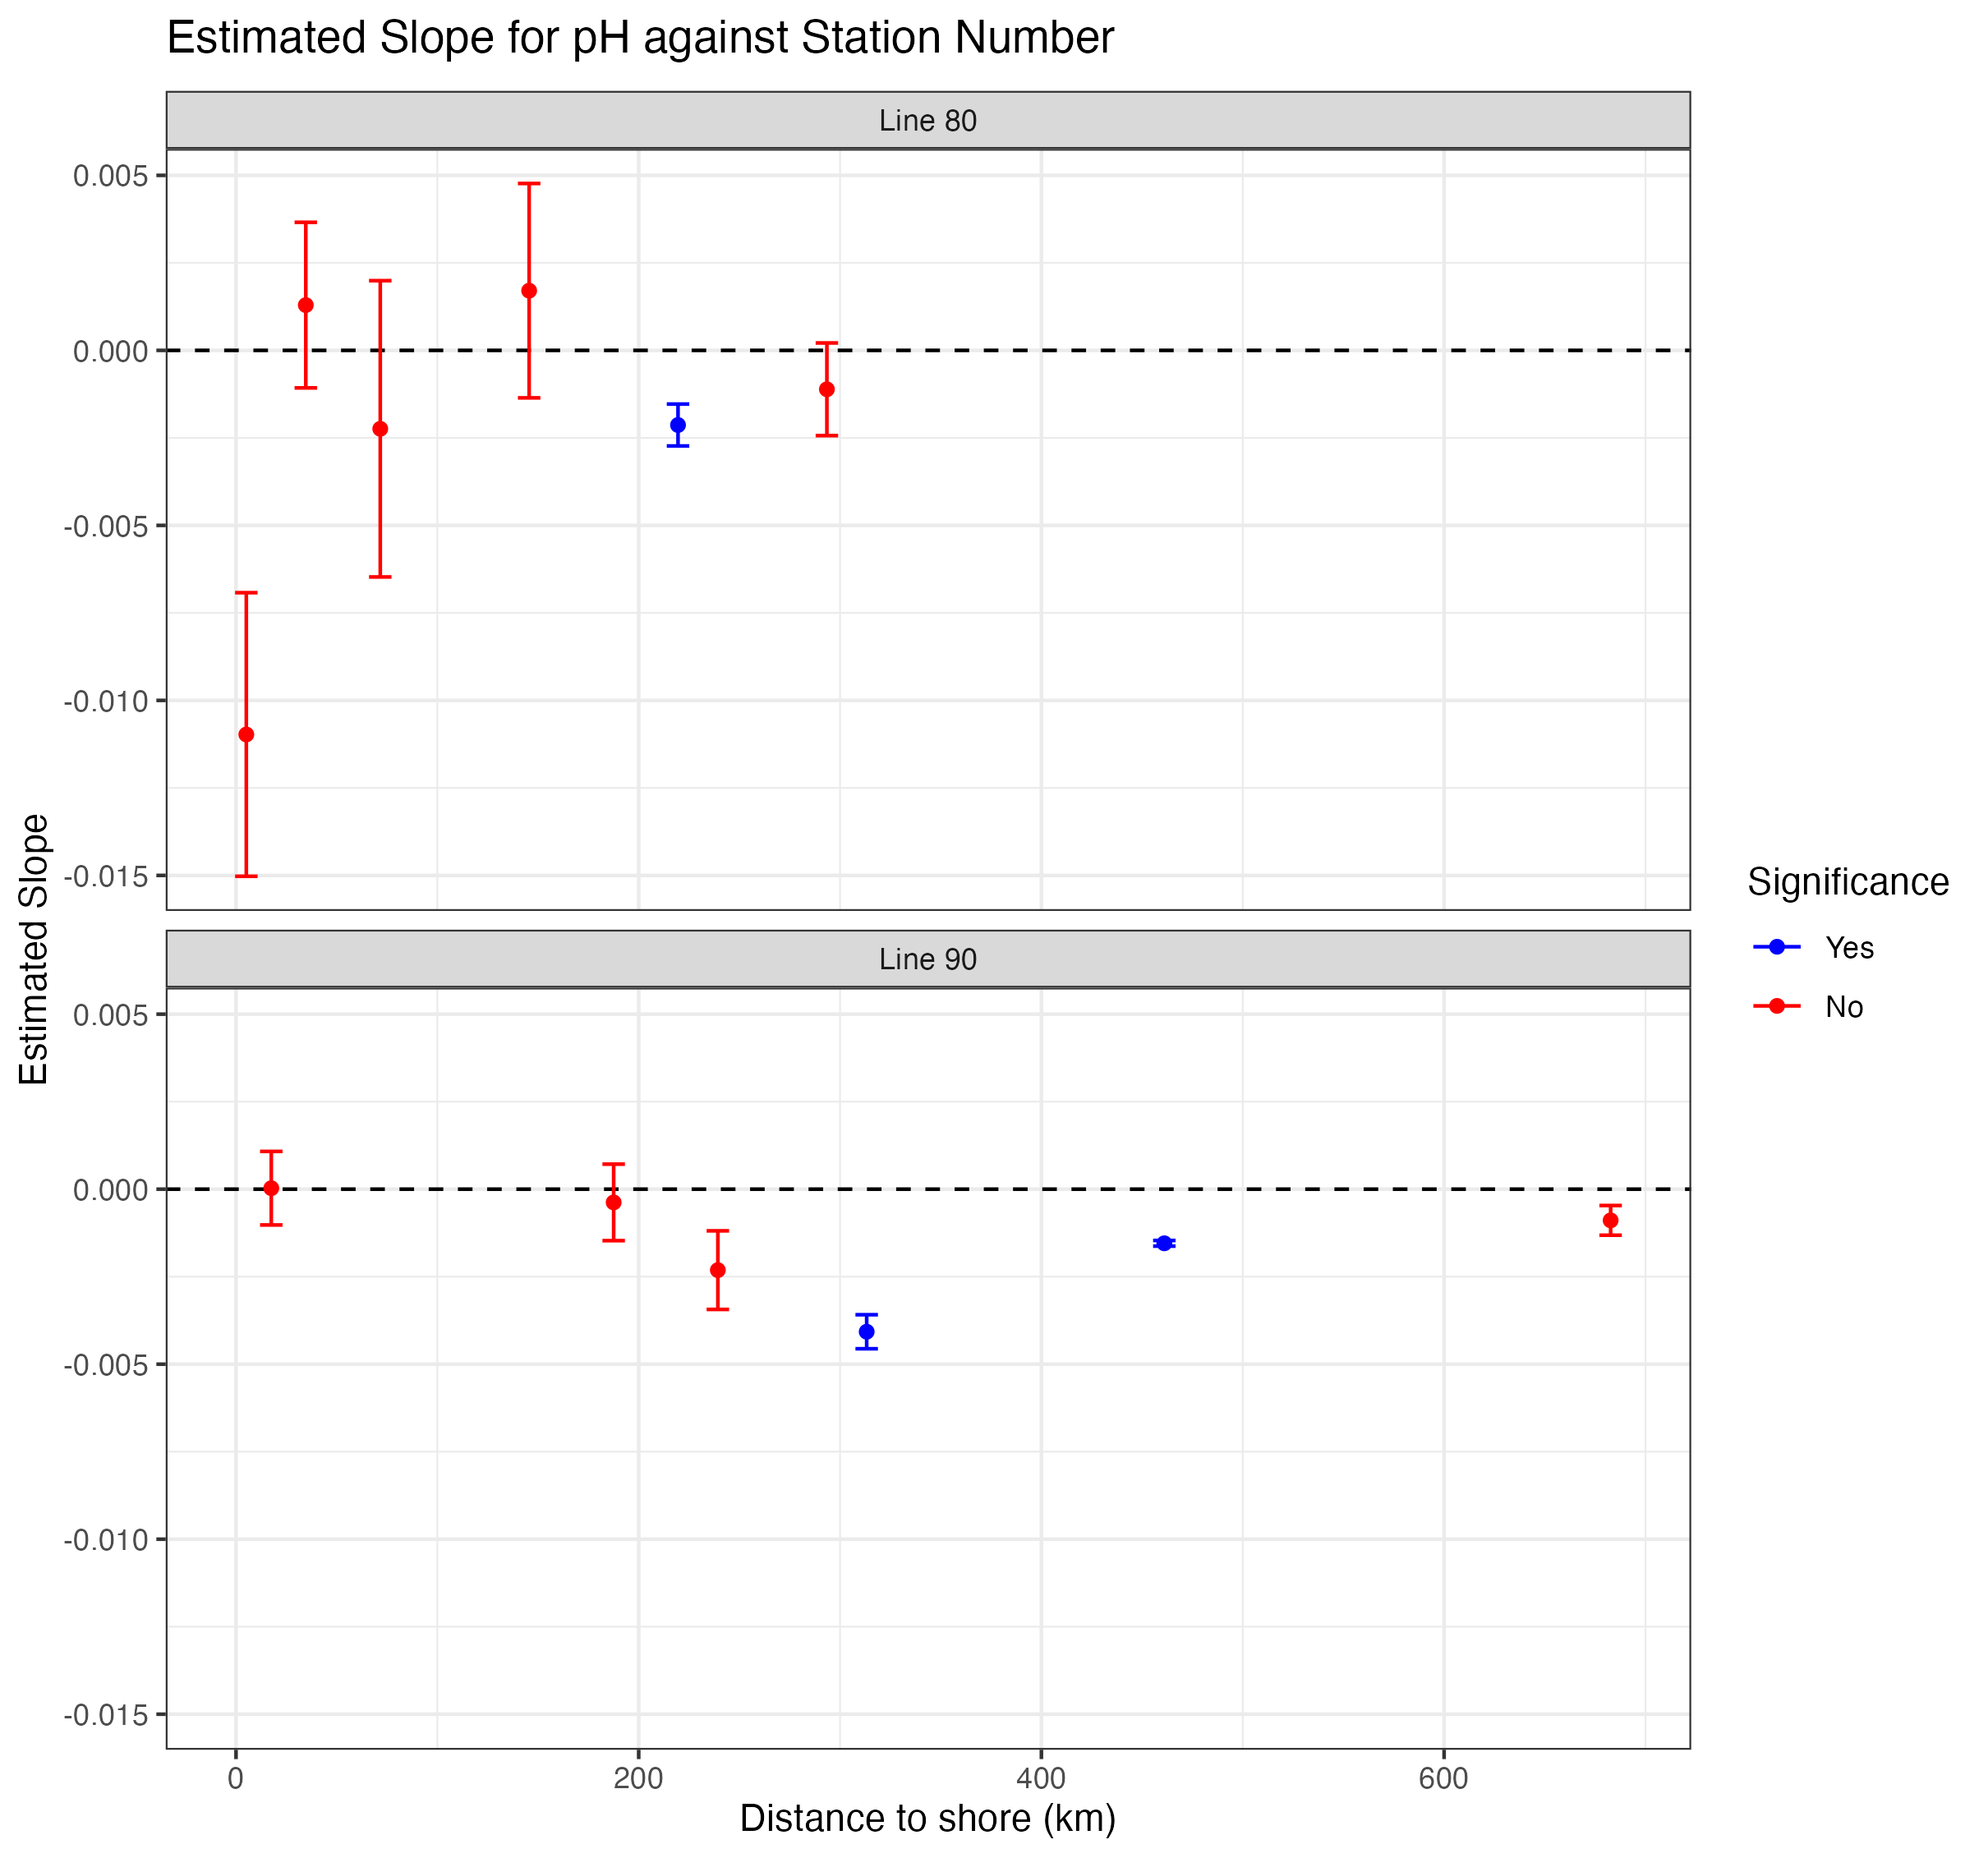 Estimated Slope for pH against Station Number
Line 80
0.005
0.000
-0.005
-0.010
-0.015
Line 90
0.005
0.000
-0.005
-0.010
-0.015
0 200 400 600
Distance to shore (km)
Estimated Slope
Significance
Yes
No